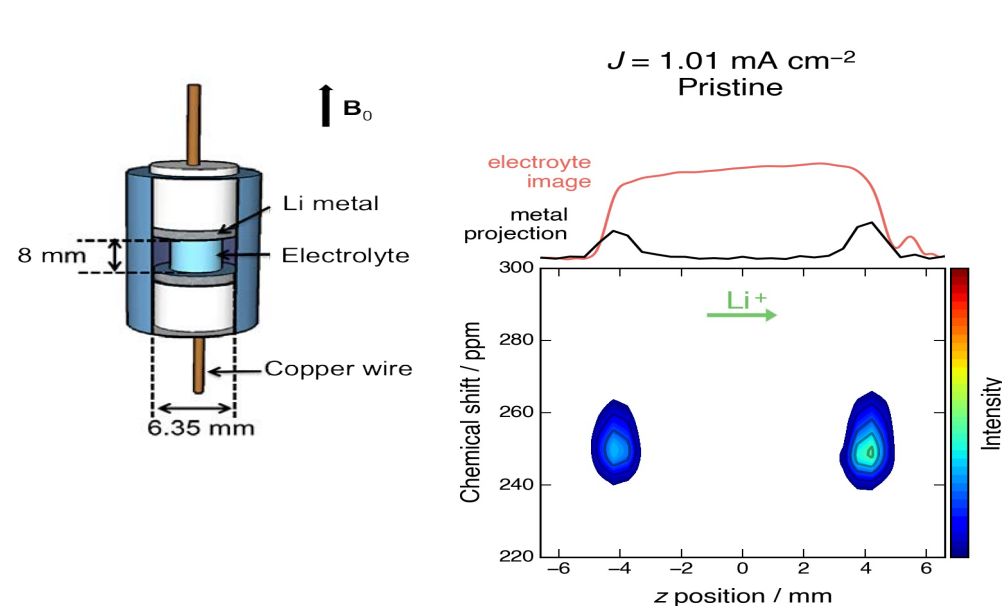 B₀
Li metal
8 mm
Electrolyte
Copper wire
6.35 mm
J = 1.01 mA cm⁻²
Pristine
electroyte
image
metal
projection
Li⁺
300
280
260
240
220
Chemical shift / ppm
−6 −4 −2 0 2 4 6
z position / mm
Intensity